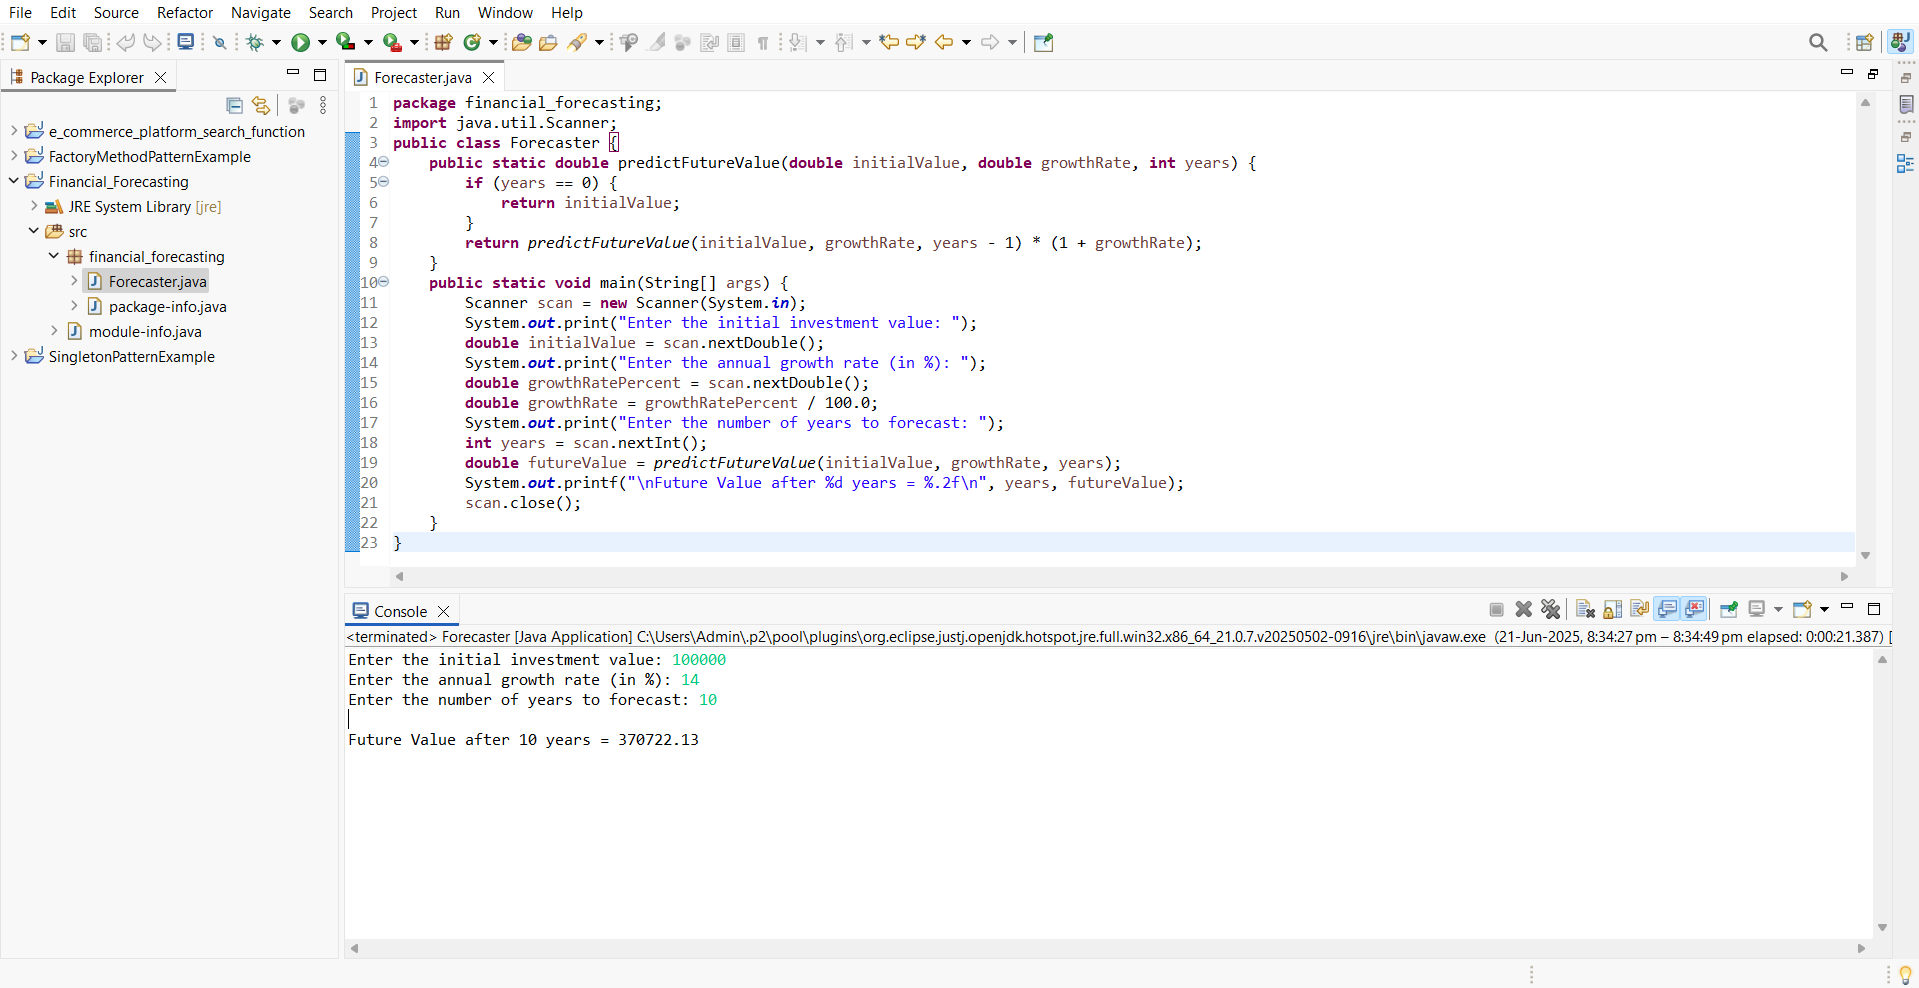 File Edit Source Refactor Navigate Search Project Run Window Help
Package Explorer
e_commerce_platform_search_function
FactoryMethodPatternExample
Financial_Forecasting
JRE System Library [jre]
src
financial_forecasting
Forecaster.java
package-info.java
module-info.java
SingletonPatternExample
Forecaster.java
1 package financial_forecasting;
2 import java.util.Scanner;
3 public class Forecaster {
4     public static double predictFutureValue(double initialValue, double growthRate, int years) {
5         if (years == 0) {
6             return initialValue;
7         }
8         return predictFutureValue(initialValue, growthRate, years - 1) * (1 + growthRate);
9     }
10     public static void main(String[] args) {
11         Scanner scan = new Scanner(System.in);
12         System.out.print("Enter the initial investment value: ");
13         double initialValue = scan.nextDouble();
14         System.out.print("Enter the annual growth rate (in %): ");
15         double growthRatePercent = scan.nextDouble();
16         double growthRate = growthRatePercent / 100.0;
17         System.out.print("Enter the number of years to forecast: ");
18         int years = scan.nextInt();
19         double futureValue = predictFutureValue(initialValue, growthRate, years);
20         System.out.printf("\nFuture Value after %d years = %.2f\n", years, futureValue);
21         scan.close();
22     }
23 }
Console
<terminated> Forecaster [Java Application] C:\Users\Admin\.p2\pool\plugins\org.eclipse.justj.openjdk.hotspot.jre.full.win32.x86_64_21.0.7.v20250502-0916\jre\bin\javaw.exe (21-Jun-2025, 8:34:27 pm – 8:34:49 pm elapsed: 0:00:21.387) [
Enter the initial investment value: 100000
Enter the annual growth rate (in %): 14
Enter the number of years to forecast: 10
Future Value after 10 years = 370722.13